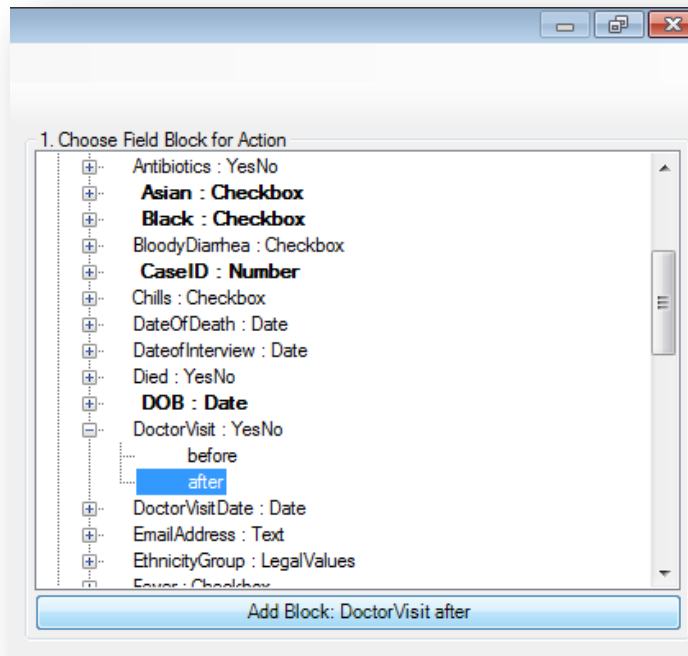 1. Choose Field Block for Action
Antibiotics : YesNo
Asian : Checkbox
Black : Checkbox
BloodyDiarrhea : Checkbox
CaseID : Number
Chills : Checkbox
DateOfDeath : Date
DateofInterview : Date
Died : YesNo
DOB : Date
DoctorVisit : YesNo
before
after
DoctorVisitDate : Date
EmailAddress : Text
EthnicityGroup : LegalValues
Fever : Checkbox
Add Block: DoctorVisit after